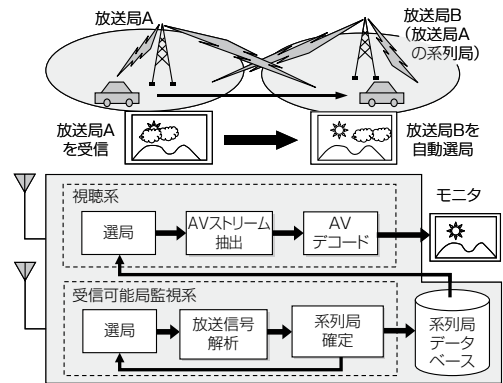 放送局A
放送局B
(放送局A
の系列局)
放送局A
を受信
放送局Bを
自動選局
視聴系
選局
AVストリーム
抽出
AV
デコード
モニタ
受信可能局監視系
選局
放送信号
解析
系列局
確定
系列局
データ
ベース